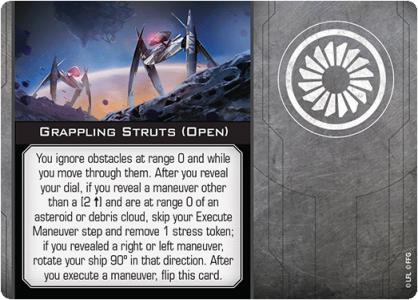 GRAPPLING STRUTS (OPEN)
You ignore obstacles at range 0 and while
you move through them. After you reveal
your dial, if you reveal a maneuver other
than a [2 ↑] and are at range 0 of an
asteroid or debris cloud, skip your Execute
Maneuver step and remove 1 stress token;
if you revealed a right or left maneuver,
rotate your ship 90° in that direction. After
you execute a maneuver, flip this card.
©LFL ©FFG